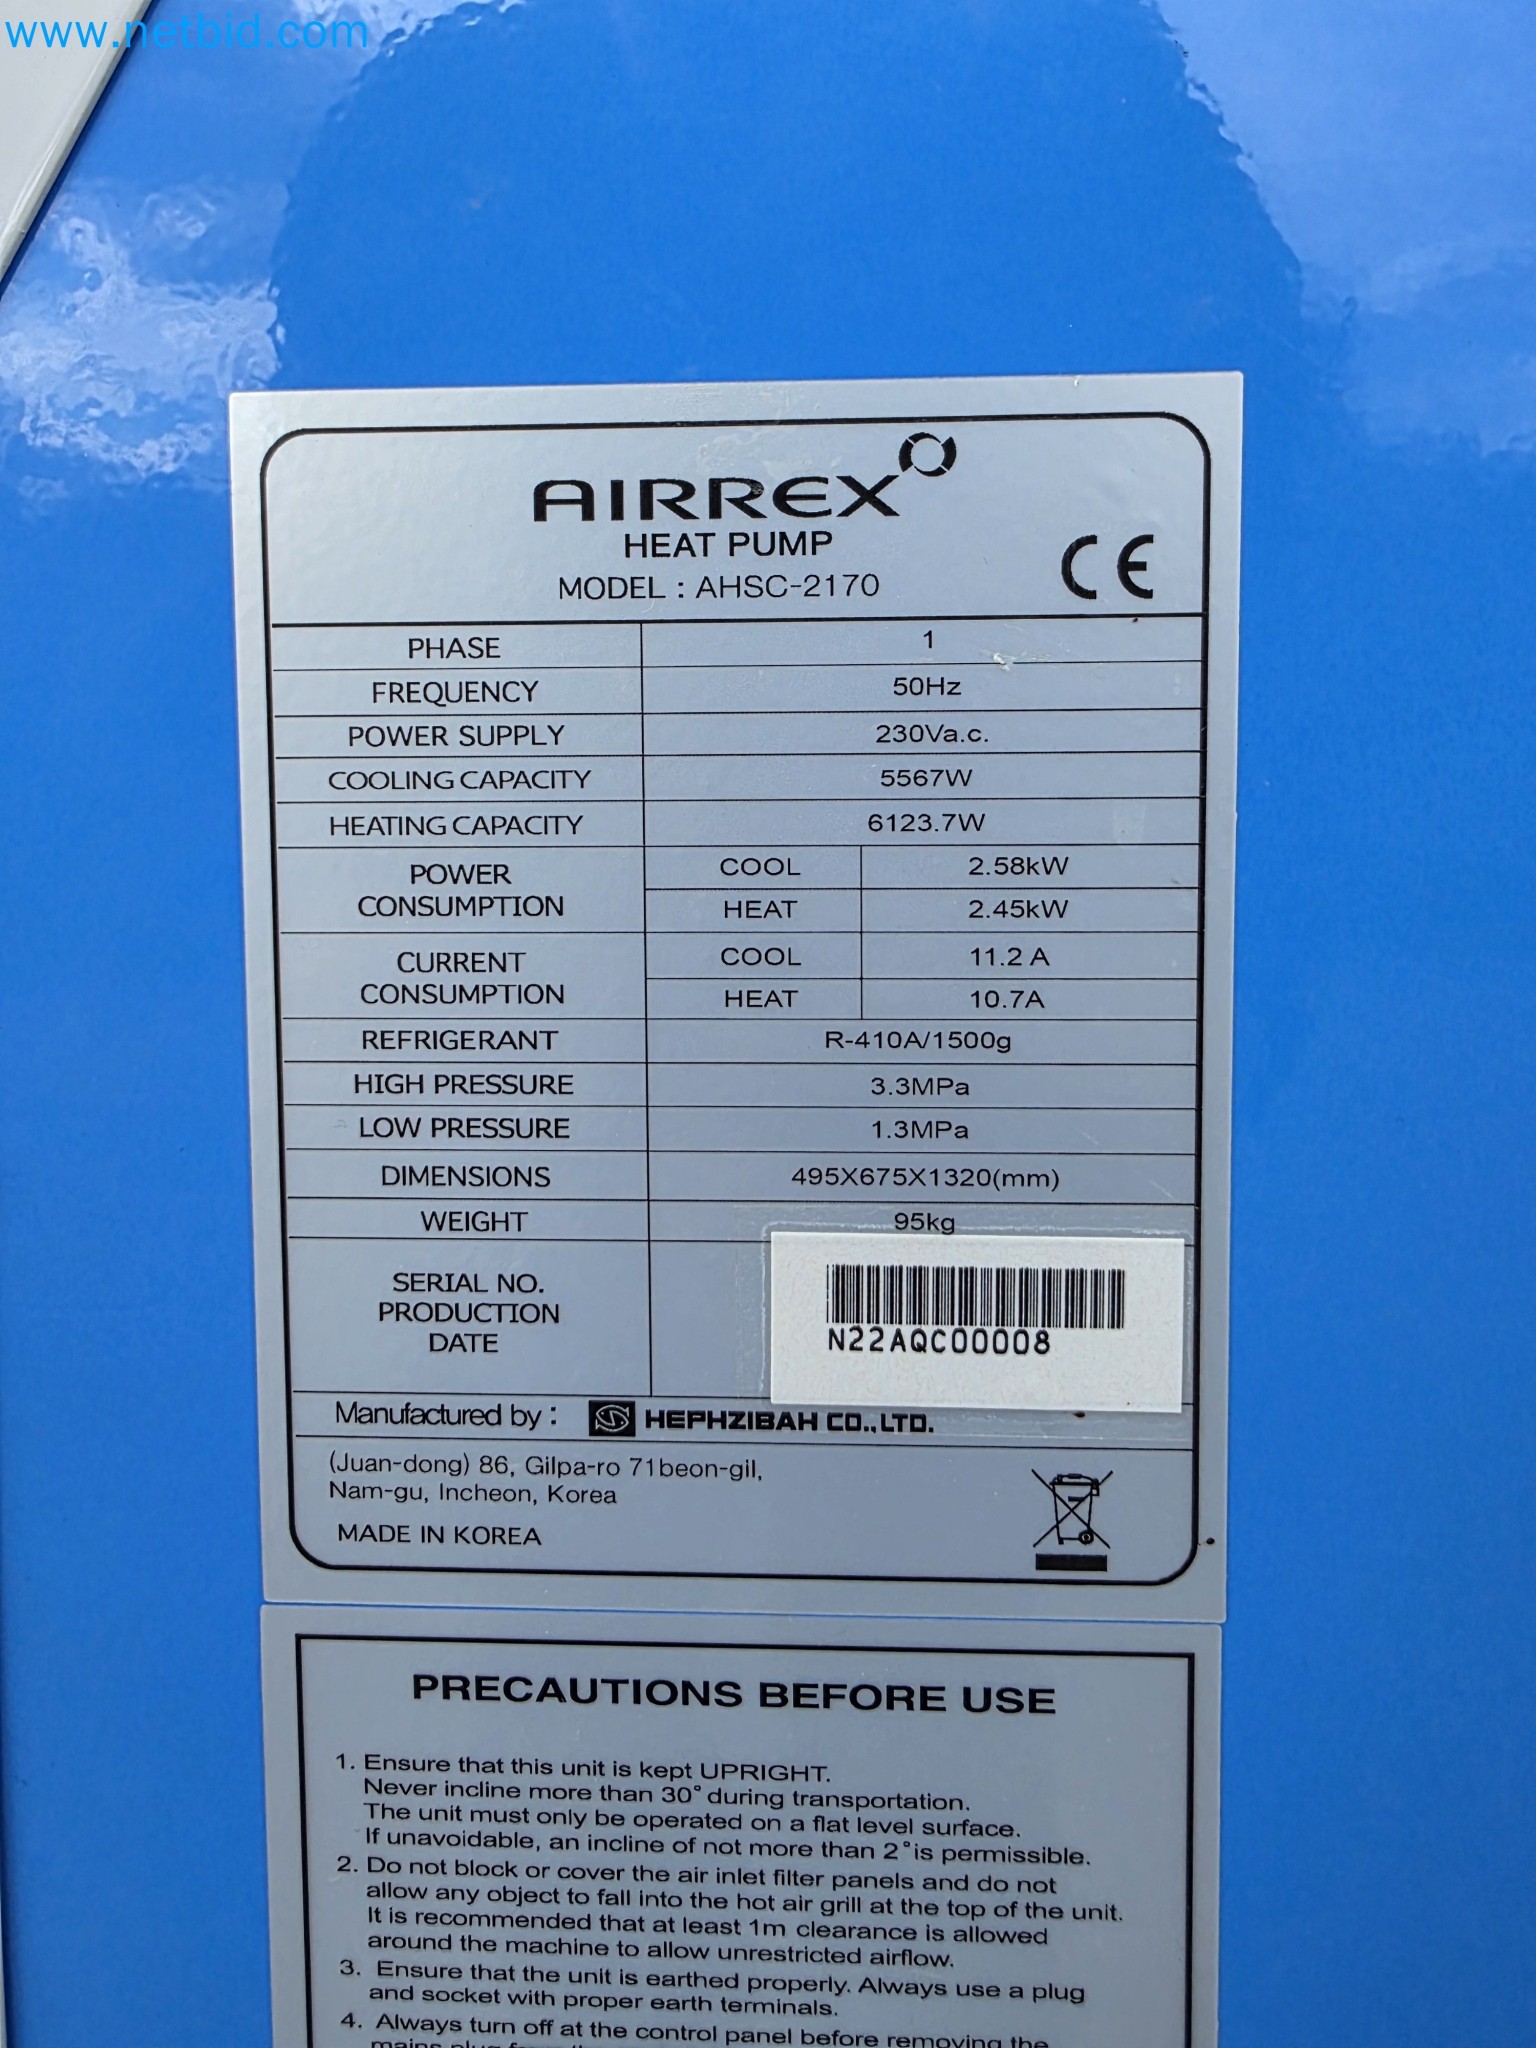 www.netbid.com
AIRREX
HEAT PUMP
MODEL : AHSC-2170
CE
PHASE 1
FREQUENCY 50Hz
POWER SUPPLY 230Va.c.
COOLING CAPACITY 5567W
HEATING CAPACITY 6123.7W
POWER CONSUMPTION
COOL 2.58kW
HEAT 2.45kW
CURRENT CONSUMPTION
COOL 11.2 A
HEAT 10.7A
REFRIGERANT R-410A/1500g
HIGH PRESSURE 3.3MPa
LOW PRESSURE 1.3MPa
DIMENSIONS 495X675X1320(mm)
WEIGHT 95kg
SERIAL NO.
PRODUCTION
DATE
N22AQC00008
Manufactured by : HEPHZIBAH CO.,LTD.
(Juan-dong) 86, Gilpa-ro 71beon-gil,
Nam-gu, Incheon, Korea
MADE IN KOREA
PRECAUTIONS BEFORE USE
1. Ensure that this unit is kept UPRIGHT.
Never incline more than 30° during transportation.
The unit must only be operated on a flat level surface.
If unavoidable, an incline of not more than 2° is permissible.
2. Do not block or cover the air inlet filter panels and do not
allow any object to fall into the hot air grill at the top of the unit.
It is recommended that at least 1m clearance is allowed
around the machine to allow unrestricted airflow.
3. Ensure that the unit is earthed properly. Always use a plug
and socket with proper earth terminals.
4. Always turn off at the control panel before removing the
mains plug